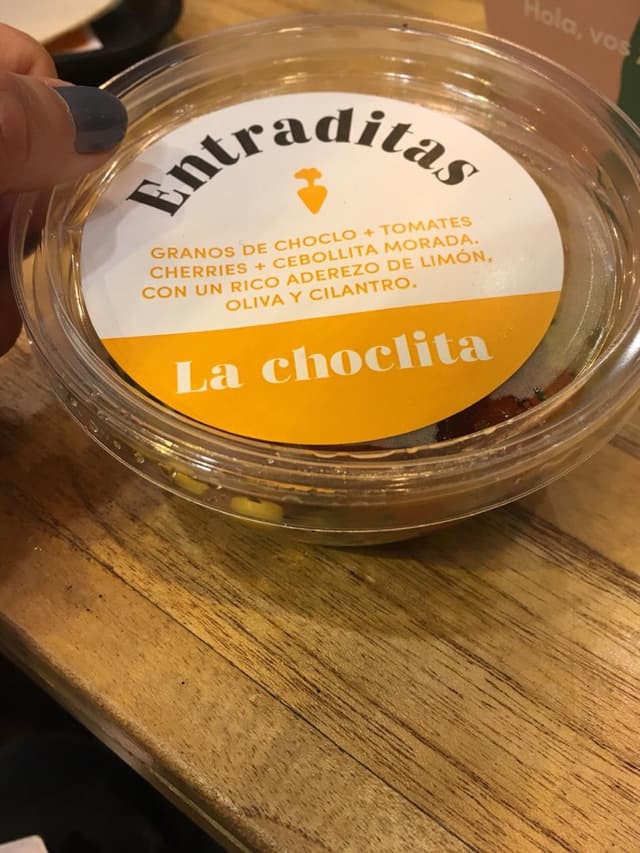 Hola, vos
Entraditas
GRANOS DE CHOCLO + TOMATES
CHERRIES + CEBOLLITA MORADA.
CON UN RICO ADEREZO DE LIMÓN,
OLIVA Y CILANTRO.
La choclita